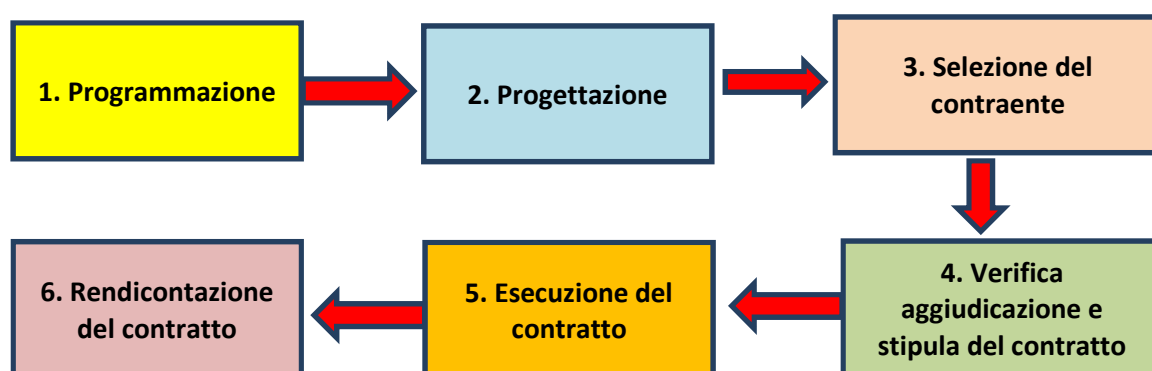 1. Programmazione
2. Progettazione
3. Selezione del
contraente
4. Verifica
aggiudicazione e
stipula del contratto
5. Esecuzione del
contratto
6. Rendicontazione
del contratto